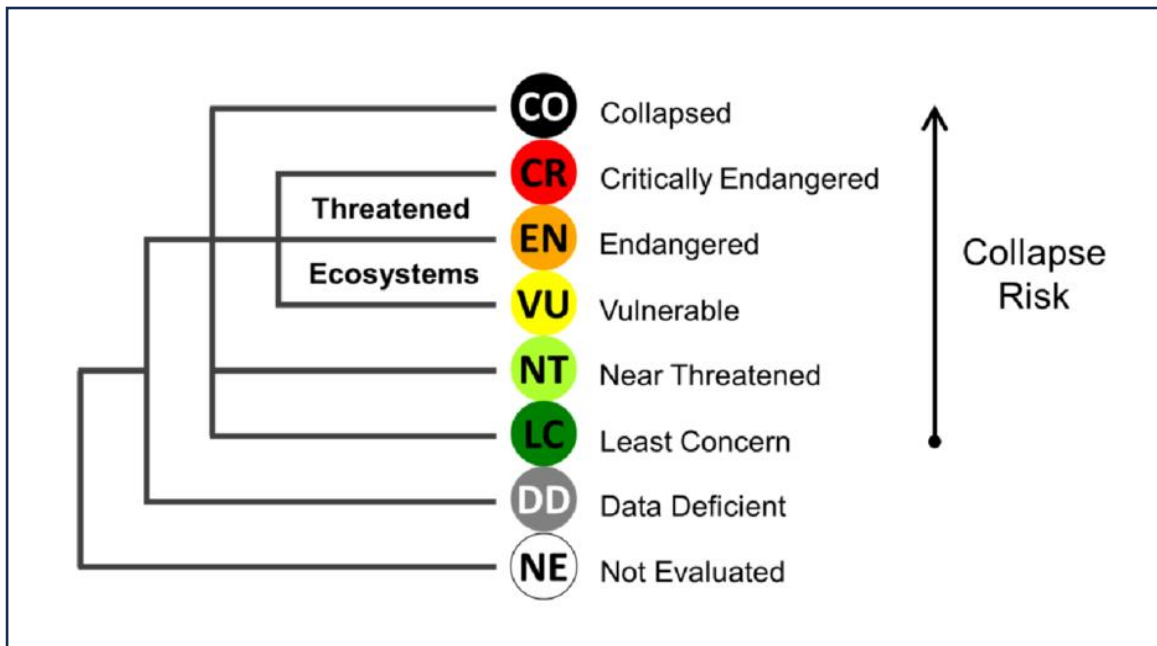 CO Collapsed
CR Critically Endangered
Threatened
EN Endangered
Ecosystems
VU Vulnerable
NT Near Threatened
LC Least Concern
DD Data Deficient
NE Not Evaluated
Collapse
Risk